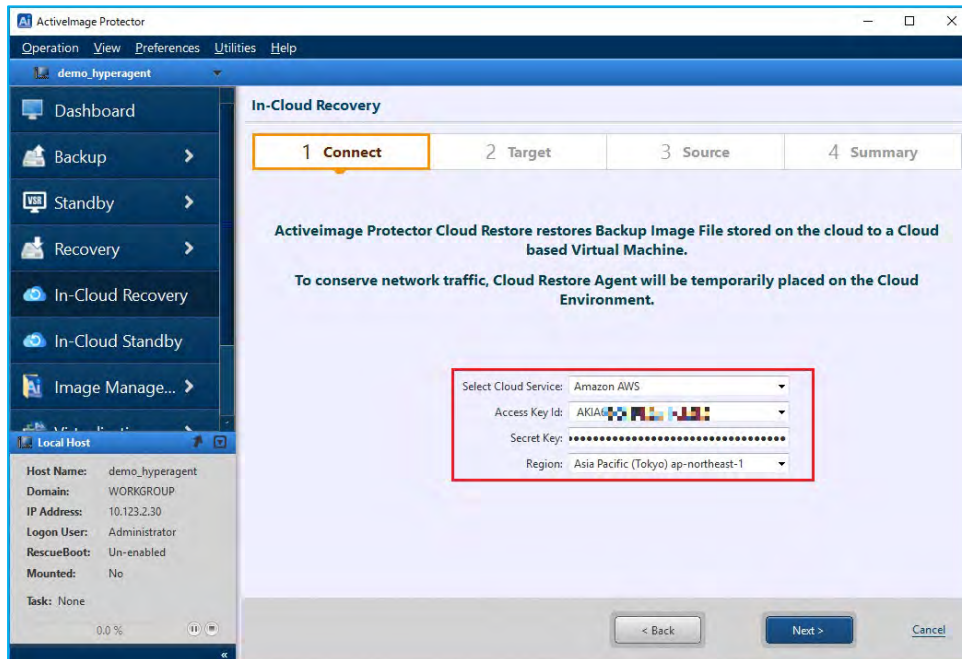 ActiveImage Protector
Operation View Preferences Utilities Help
demo_hyperagent
Dashboard
Backup
Standby
Recovery
In-Cloud Recovery
In-Cloud Standby
Image Manage...
In-Cloud Recovery
1 Connect
2 Target
3 Source
4 Summary
Activeimage Protector Cloud Restore restores Backup Image File stored on the cloud to a Cloud
based Virtual Machine.
To conserve network traffic, Cloud Restore Agent will be temporarily placed on the Cloud
Environment.
Select Cloud Service: Amazon AWS
Access Key Id: AKIA
Secret Key:
Region: Asia Pacific (Tokyo) ap-northeast-1
Local Host
Host Name: demo_hyperagent
Domain: WORKGROUP
IP Address: 10.123.2.30
Logon User: Administrator
RescueBoot: Un-enabled
Mounted: No
Task: None
0.0 %
< Back
Next >
Cancel